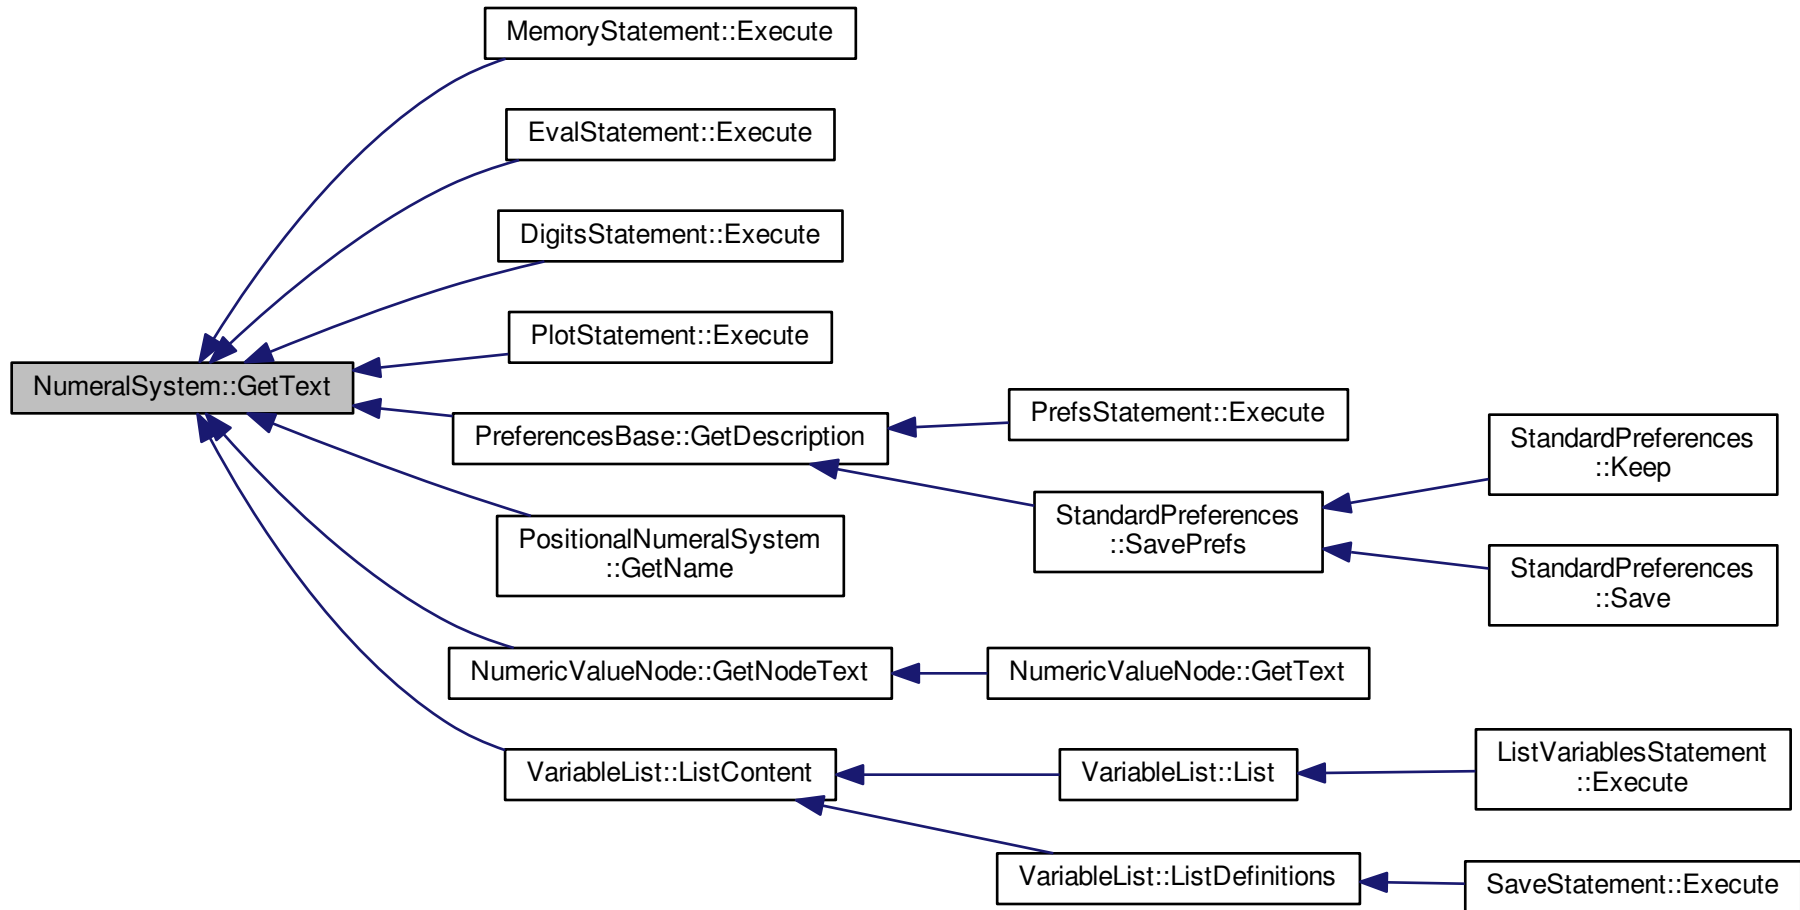 MemoryStatement::Execute
EvalStatement::Execute
DigitsStatement::Execute
PlotStatement::Execute
NumeralSystem::GetText
PreferencesBase::GetDescription
PrefsStatement::Execute
StandardPreferences
::Keep
StandardPreferences
::SavePrefs
StandardPreferences
::Save
PositionalNumeralSystem
::GetName
NumericValueNode::GetNodeText
NumericValueNode::GetText
VariableList::ListContent
VariableList::List
ListVariablesStatement
::Execute
VariableList::ListDefinitions
SaveStatement::Execute